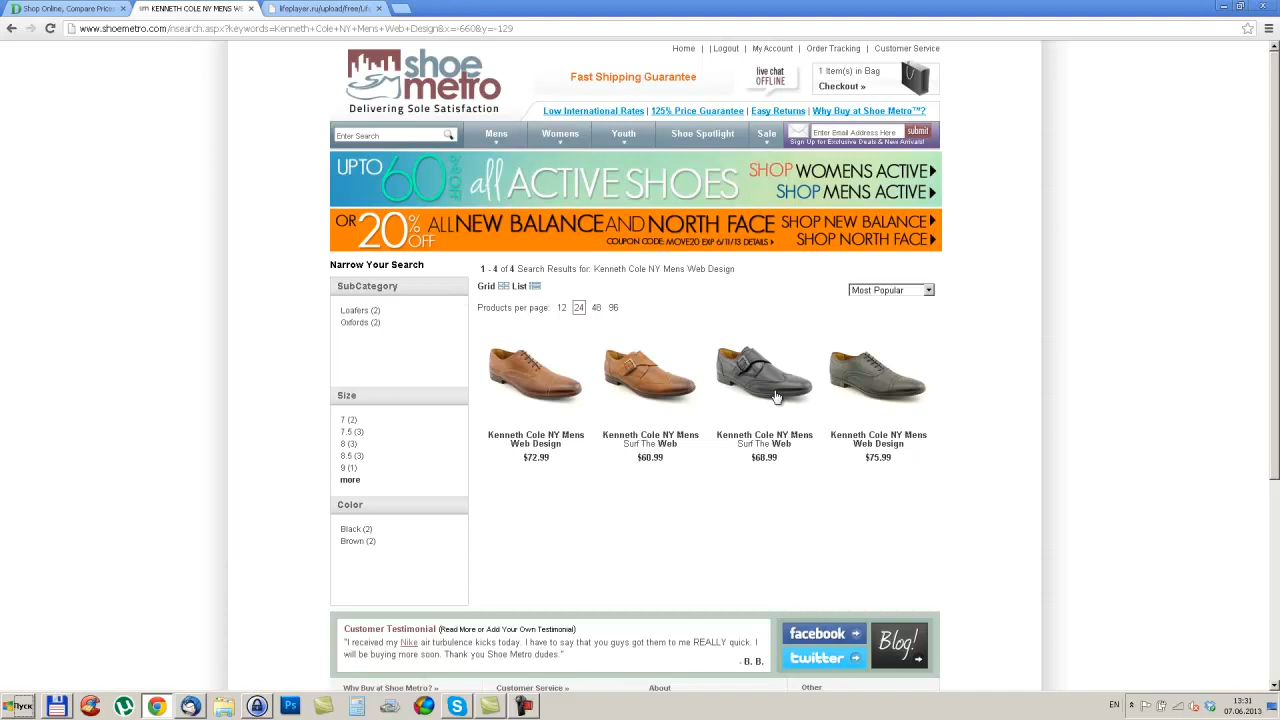 Shop Online, Compare Prices
KENNETH COLE NY MENS W
lifeplayer.ru/upload/free/
www.shoemetro.com/nsearch.aspx?keywords=Kenneth+Cole+NY+Mens+Web+Design&x=-660&y=-129
Home | | Logout | My Account | Order Tracking | Customer Service
shoe
metro
Delivering Sole Satisfaction
Fast Shipping Guarantee
live chat
OFFLINE
1 Item(s) in Bag
Checkout »
Low International Rates | 125% Price Guarantee | Easy Returns | Why Buy at Shoe Metro™?
Enter Search
Mens
Womens
Youth
Shoe Spotlight
Sale
Enter Email Address Here
submit
Sign Up for Exclusive Deals & New Arrivals!
UPTO 60% OFF all ACTIVE SHOES
SHOP WOMENS ACTIVE
SHOP MENS ACTIVE
OR 20% OFF ALL NEW BALANCE AND NORTH FACE
COUPON CODE: MOVE20 EXP 6/11/13 DETAILS
SHOP NEW BALANCE
SHOP NORTH FACE
Narrow Your Search
SubCategory
Loafers (2)
Oxfords (2)
Size
7 (2)
7.5 (3)
8 (3)
8.5 (3)
9 (1)
more
Color
Black (2)
Brown (2)
1 - 4 of 4 Search Results for: Kenneth Cole NY Mens Web Design
Grid List
Most Popular
Products per page: 12 24 48 96
Kenneth Cole NY Mens
Web Design
$72.99
Kenneth Cole NY Mens
Surf The Web
$60.99
Kenneth Cole NY Mens
Surf The Web
$68.99
Kenneth Cole NY Mens
Web Design
$75.99
Customer Testimonial (Read More or Add Your Own Testimonial)
"I received my Nike air turbulence kicks today. I have to say that you guys got them to me REALLY quick. I
will be buying more soon. Thank you Shoe Metro dudes."
- B. B.
facebook
twitter
Blog!
Why Buy at Shoe Metro? »
Customer Service »
About
Other
Пуск
EN
13:31
07.06.2013